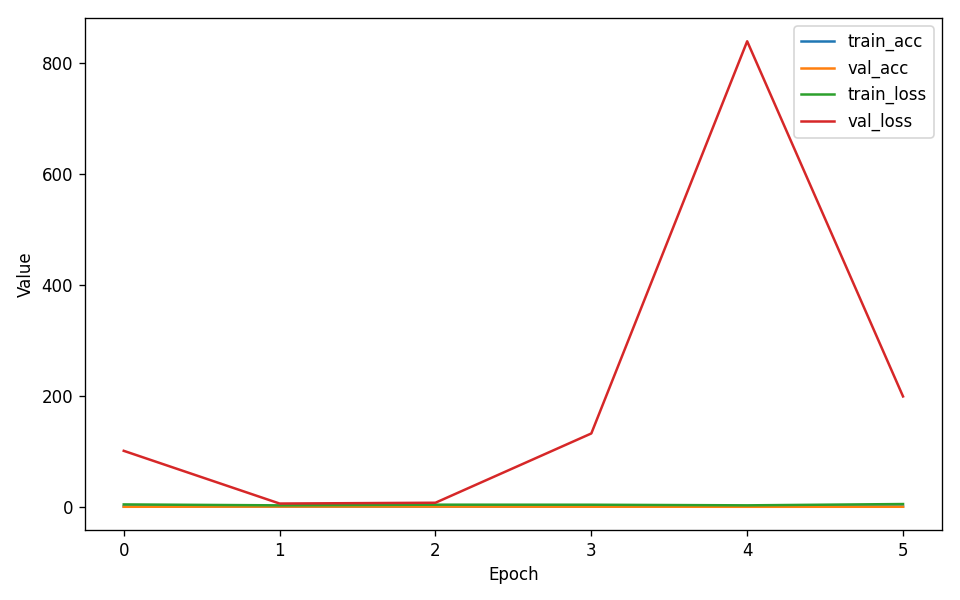 train_acc
val_acc
train_loss
val_loss
800
600
400
200
0
Value
0 1 2 3 4 5
Epoch